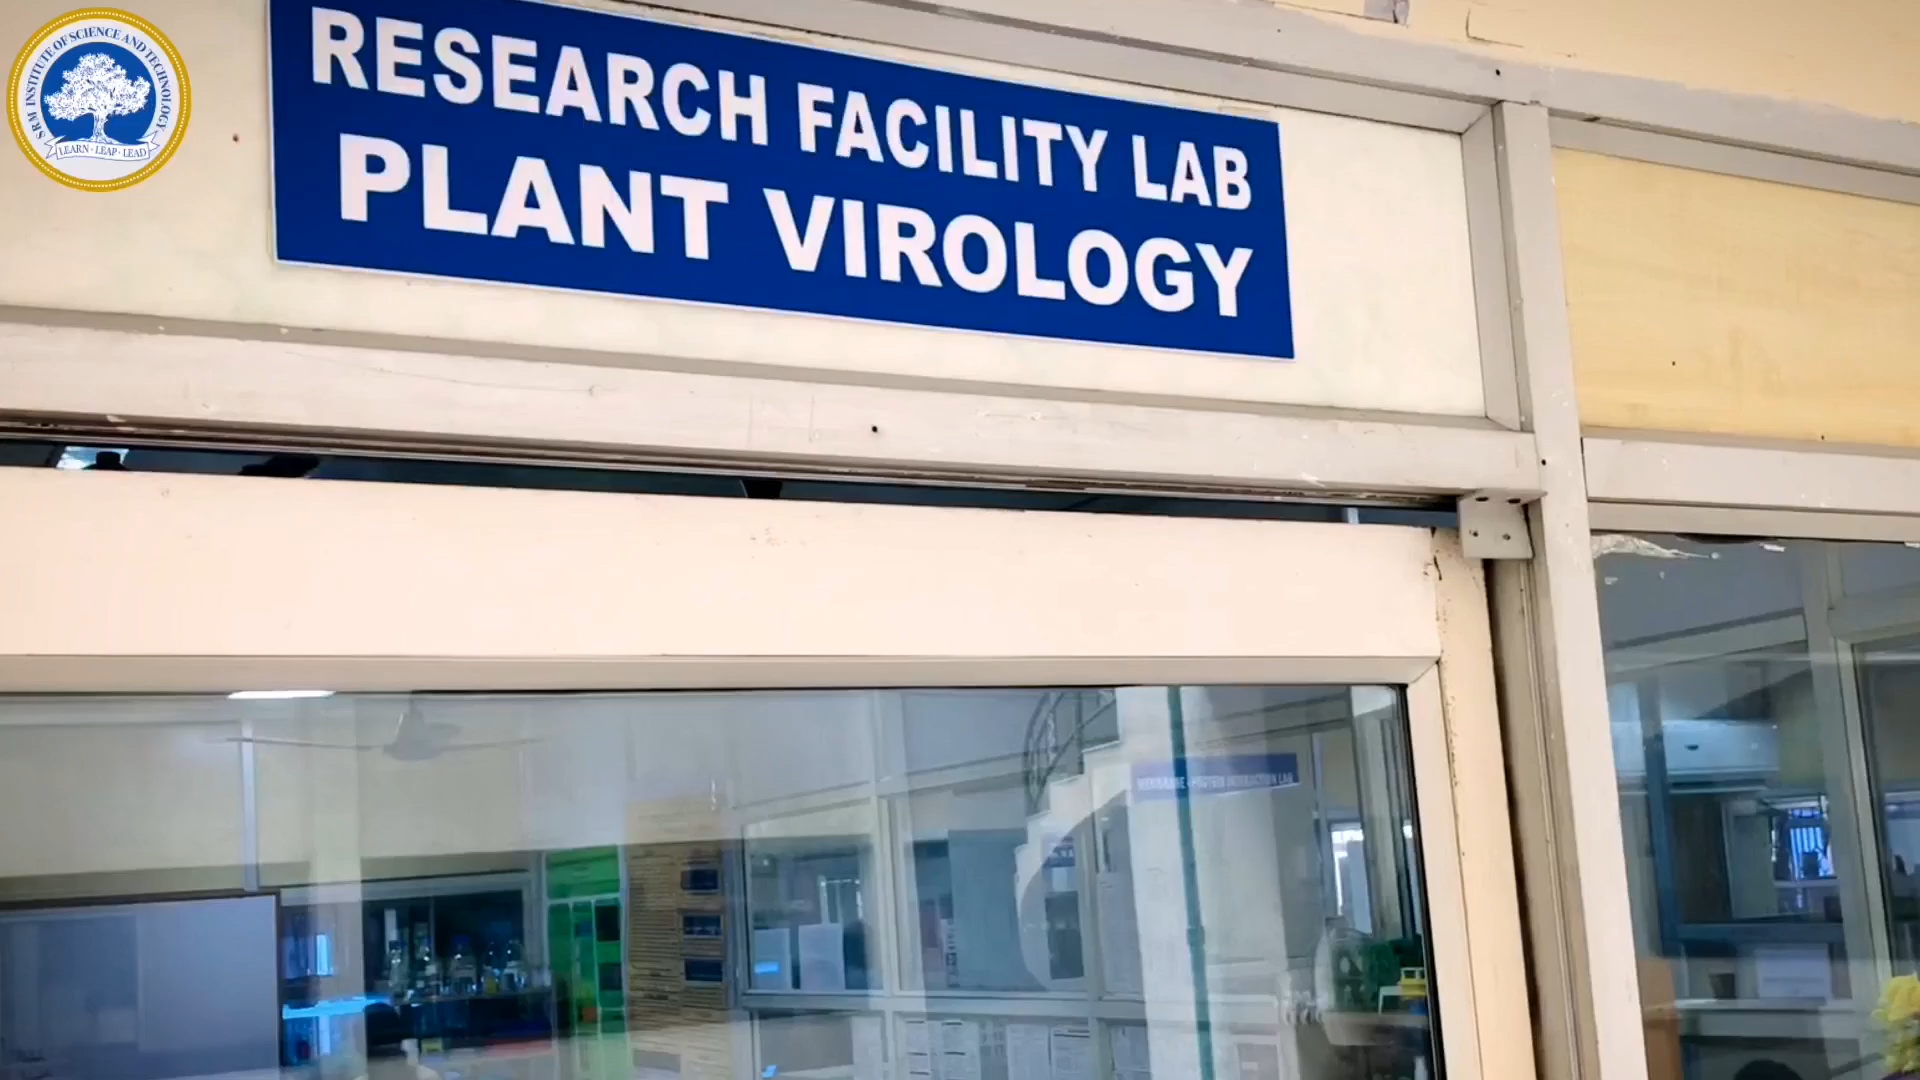 SRM INSTITUTE OF SCIENCE AND TECHNOLOGY
LEARN · LEAP · LEAD
RESEARCH FACILITY LAB
PLANT VIROLOGY
MEMBRANE - PROTEIN INTERACTION LAB